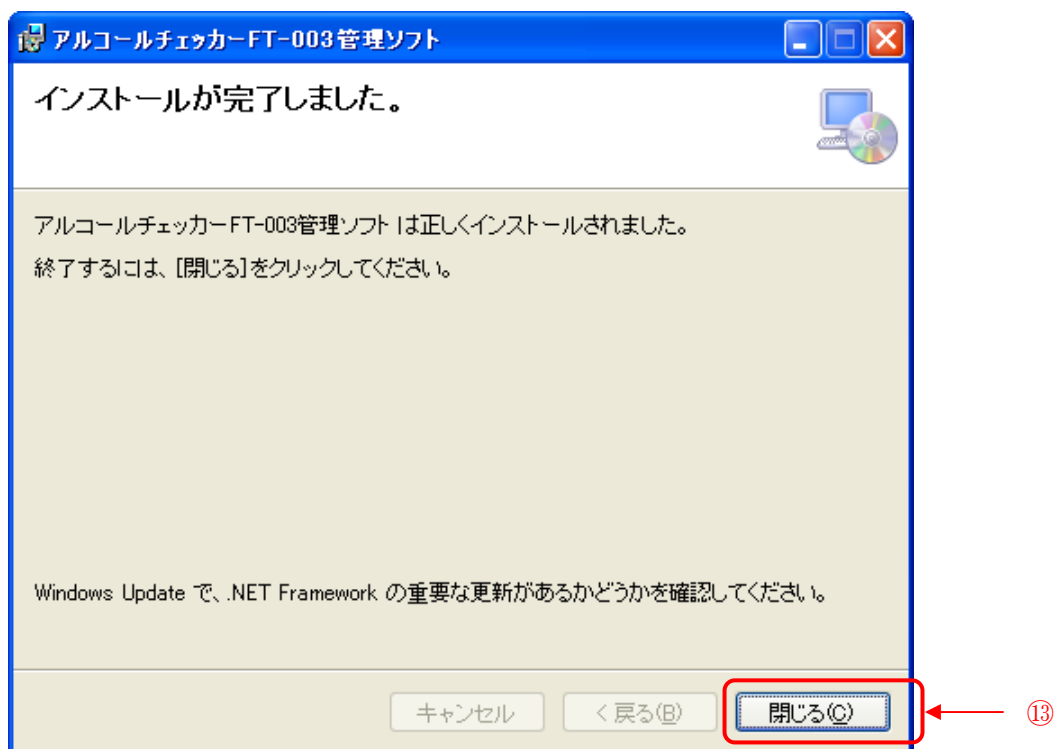 アルコールチェッカーFT-003管理ソフト
インストールが完了しました。
アルコールチェッカーFT-003管理ソフト は正しくインストールされました。
終了するには、[閉じる]をクリックしてください。
Windows Update で、.NET Framework の重要な更新があるかどうかを確認してください。
キャンセル
< 戻る(B)
閉じる(C)
⑬